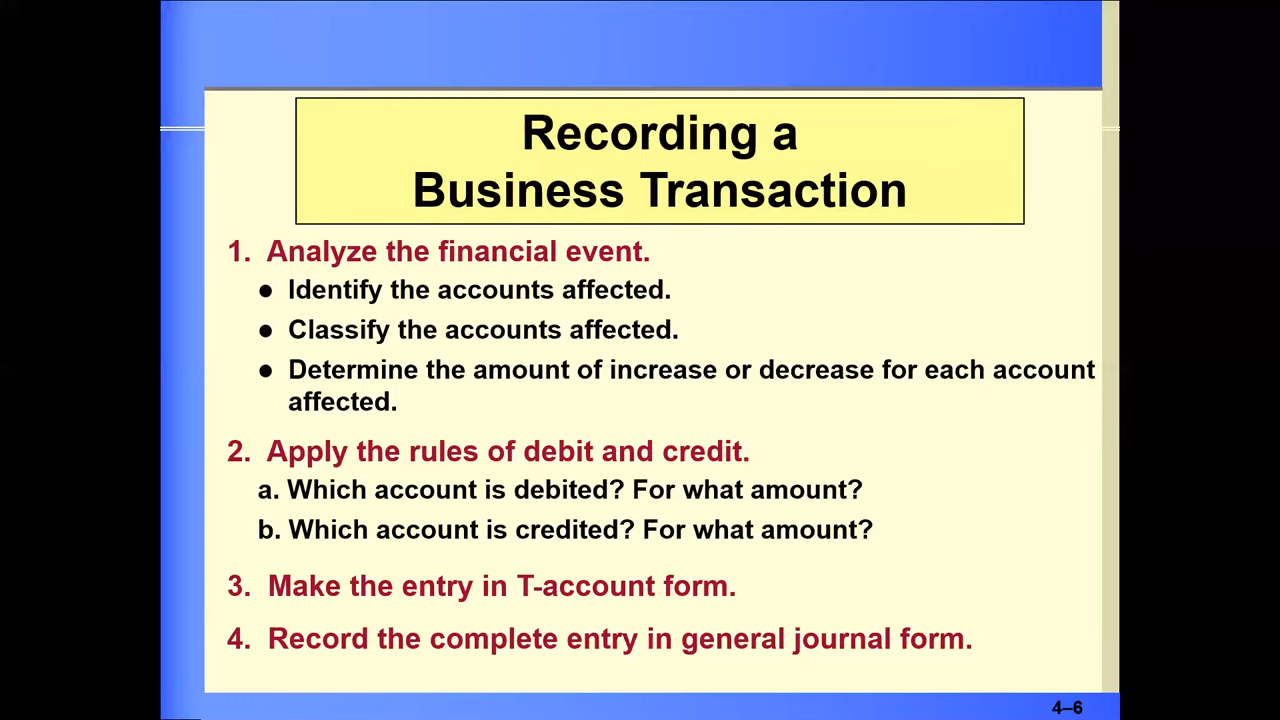 Recording a
Business Transaction
1. Analyze the financial event.
● Identify the accounts affected.
● Classify the accounts affected.
● Determine the amount of increase or decrease for each account
affected.
2. Apply the rules of debit and credit.
a. Which account is debited? For what amount?
b. Which account is credited? For what amount?
3. Make the entry in T-account form.
4. Record the complete entry in general journal form.
4–6